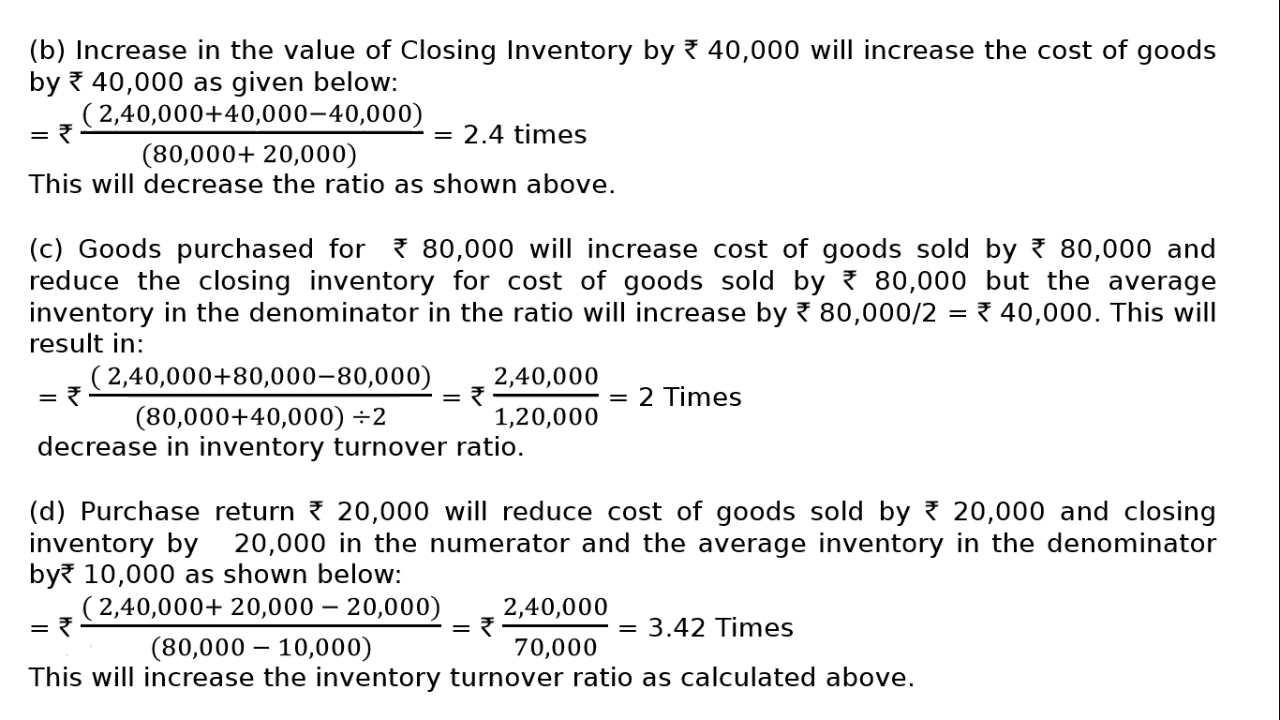 (b) Increase in the value of Closing Inventory by ₹ 40,000 will increase the cost of goods
by ₹ 40,000 as given below:
= ₹ ( 2,40,000+40,000−40,000) / (80,000+ 20,000) = 2.4 times
This will decrease the ratio as shown above.
(c) Goods purchased for ₹ 80,000 will increase cost of goods sold by ₹ 80,000 and
reduce the closing inventory for cost of goods sold by ₹ 80,000 but the average
inventory in the denominator in the ratio will increase by ₹ 80,000/2 = ₹ 40,000. This will
result in:
= ₹ ( 2,40,000+80,000−80,000) / (80,000+40,000) ÷2 = ₹ 2,40,000 / 1,20,000 = 2 Times
decrease in inventory turnover ratio.
(d) Purchase return ₹ 20,000 will reduce cost of goods sold by ₹ 20,000 and closing
inventory by 20,000 in the numerator and the average inventory in the denominator
by₹ 10,000 as shown below:
= ₹ ( 2,40,000+ 20,000 − 20,000) / (80,000 − 10,000) = ₹ 2,40,000 / 70,000 = 3.42 Times
This will increase the inventory turnover ratio as calculated above.